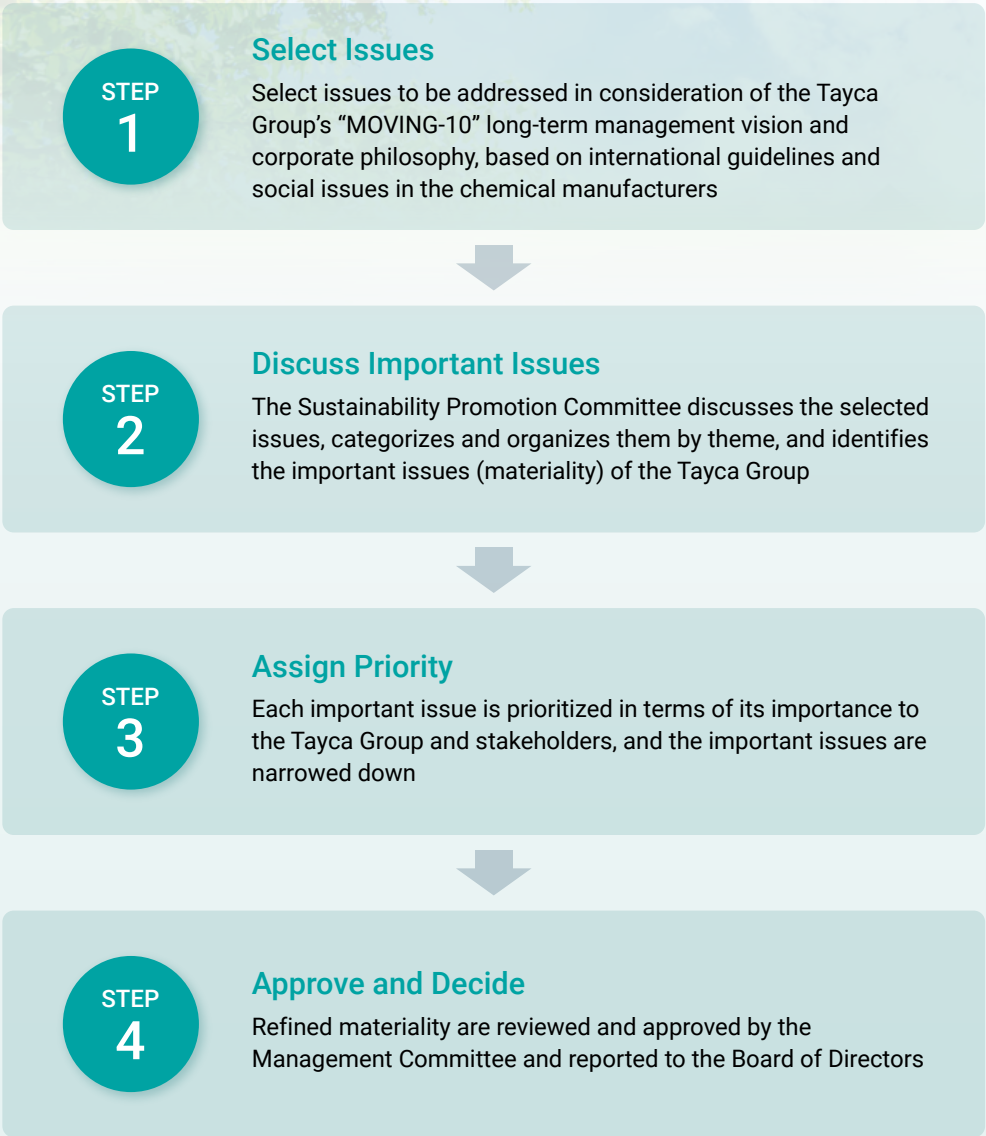 STEP
1
Select Issues
Select issues to be addressed in consideration of the Tayca
Group’s “MOVING-10” long-term management vision and
corporate philosophy, based on international guidelines and
social issues in the chemical manufacturers
STEP
2
Discuss Important Issues
The Sustainability Promotion Committee discusses the selected
issues, categorizes and organizes them by theme, and identifies
the important issues (materiality) of the Tayca Group
STEP
3
Assign Priority
Each important issue is prioritized in terms of its importance to
the Tayca Group and stakeholders, and the important issues are
narrowed down
STEP
4
Approve and Decide
Refined materiality are reviewed and approved by the
Management Committee and reported to the Board of Directors